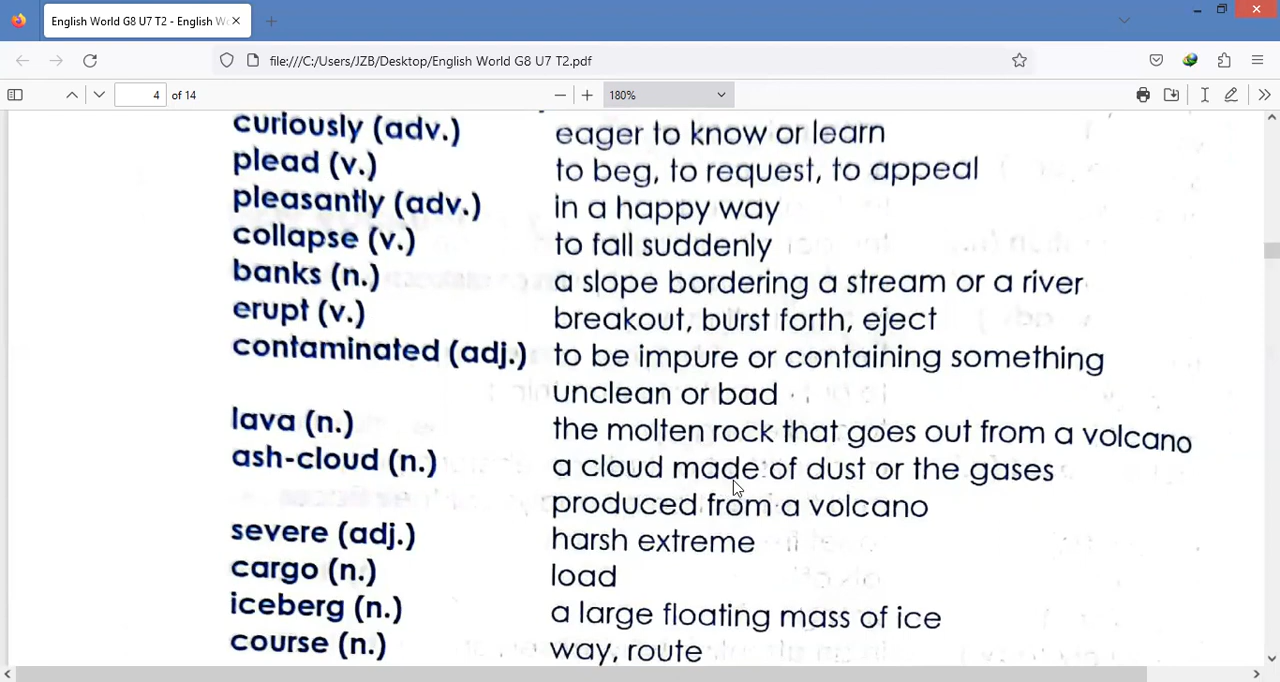 English World G8 U7 T2 - English W
file:///C:/Users/JZB/Desktop/English World G8 U7 T2.pdf
4 of 14
180%
curiously (adv.) eager to know or learn
plead (v.) to beg, to request, to appeal
pleasantly (adv.) in a happy way
collapse (v.) to fall suddenly
banks (n.) a slope bordering a stream or a river
erupt (v.) breakout, burst forth, eject
contaminated (adj.) to be impure or containing something
unclean or bad
lava (n.) the molten rock that goes out from a volcano
ash-cloud (n.) a cloud made of dust or the gases
produced from a volcano
severe (adj.) harsh extreme
cargo (n.) load
iceberg (n.) a large floating mass of ice
course (n.) way, route